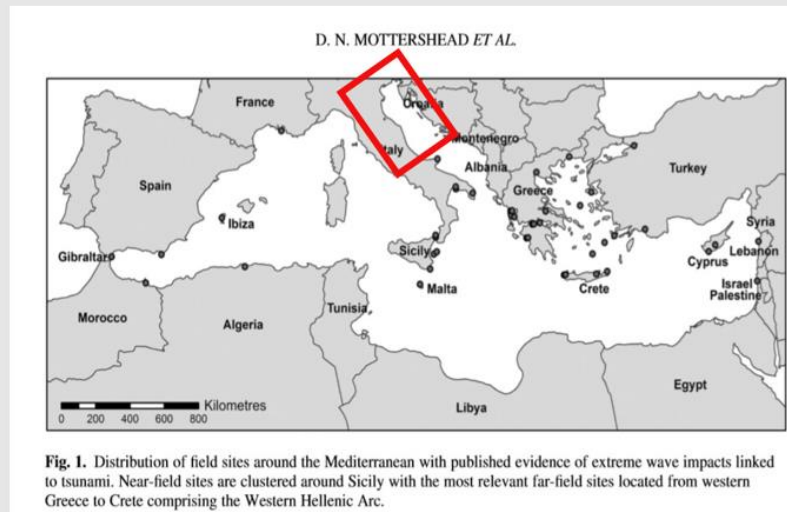 D. N. MOTTERSHEAD ET AL.
France
Croatia
Montenegro
Italy
Albania
Turkey
Spain
Greece
Ibiza
Syria
Gibraltar
Sicily
Lebanon
Cyprus
Malta
Crete
Israel
Palestine
Tunisia
Morocco
Algeria
Egypt
Kilometres
0 200 400 600 800
Libya
Fig. 1. Distribution of field sites around the Mediterranean with published evidence of extreme wave impacts linked
to tsunami. Near-field sites are clustered around Sicily with the most relevant far-field sites located from western
Greece to Crete comprising the Western Hellenic Arc.